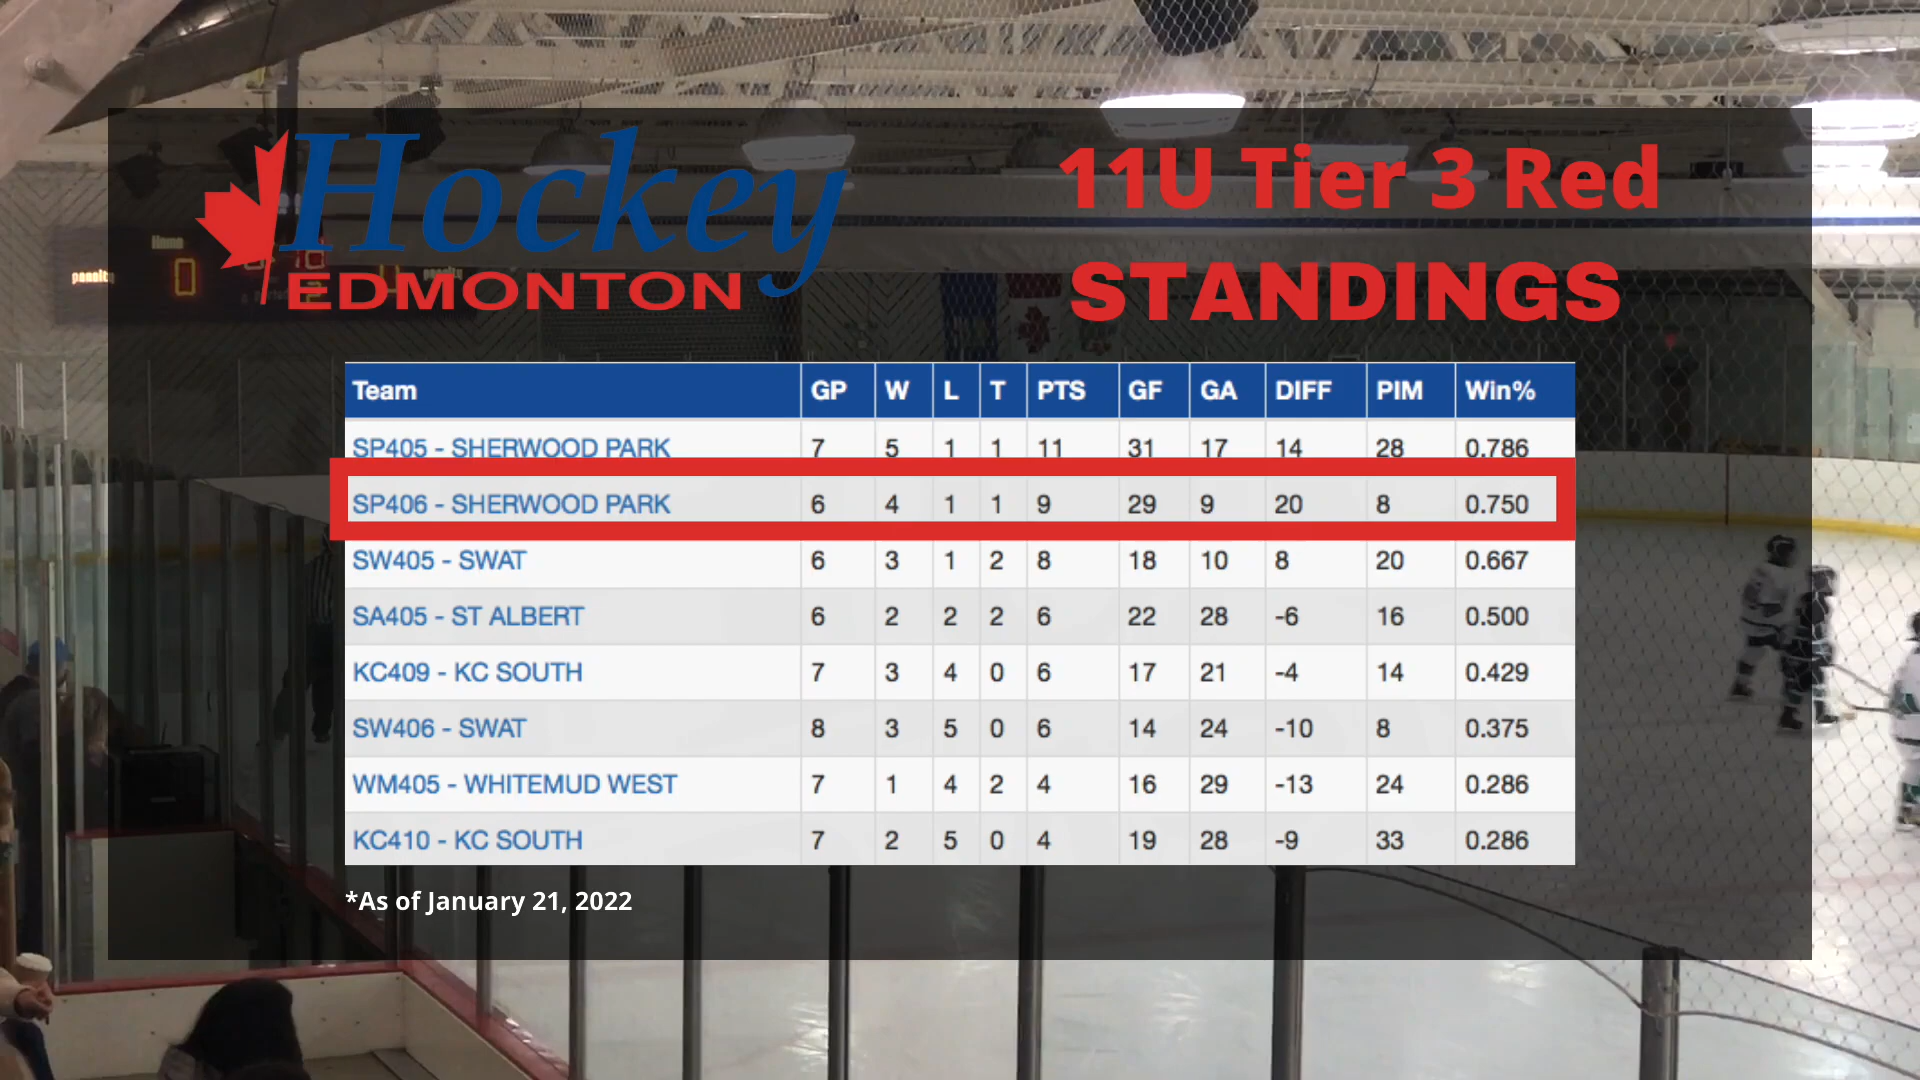 Hockey
EDMONTON
11U Tier 3 Red
STANDINGS
Home
penalty
0
penalty
Team GP W L T PTS GF GA DIFF PIM Win%
SP405 - SHERWOOD PARK 7 5 1 1 11 31 17 14 28 0.786
SP406 - SHERWOOD PARK 6 4 1 1 9 29 9 20 8 0.750
SW405 - SWAT 6 3 1 2 8 18 10 8 20 0.667
SA405 - ST ALBERT 6 2 2 2 6 22 28 -6 16 0.500
KC409 - KC SOUTH 7 3 4 0 6 17 21 -4 14 0.429
SW406 - SWAT 8 3 5 0 6 14 24 -10 8 0.375
WM405 - WHITEMUD WEST 7 1 4 2 4 16 29 -13 24 0.286
KC410 - KC SOUTH 7 2 5 0 4 19 28 -9 33 0.286
*As of January 21, 2022